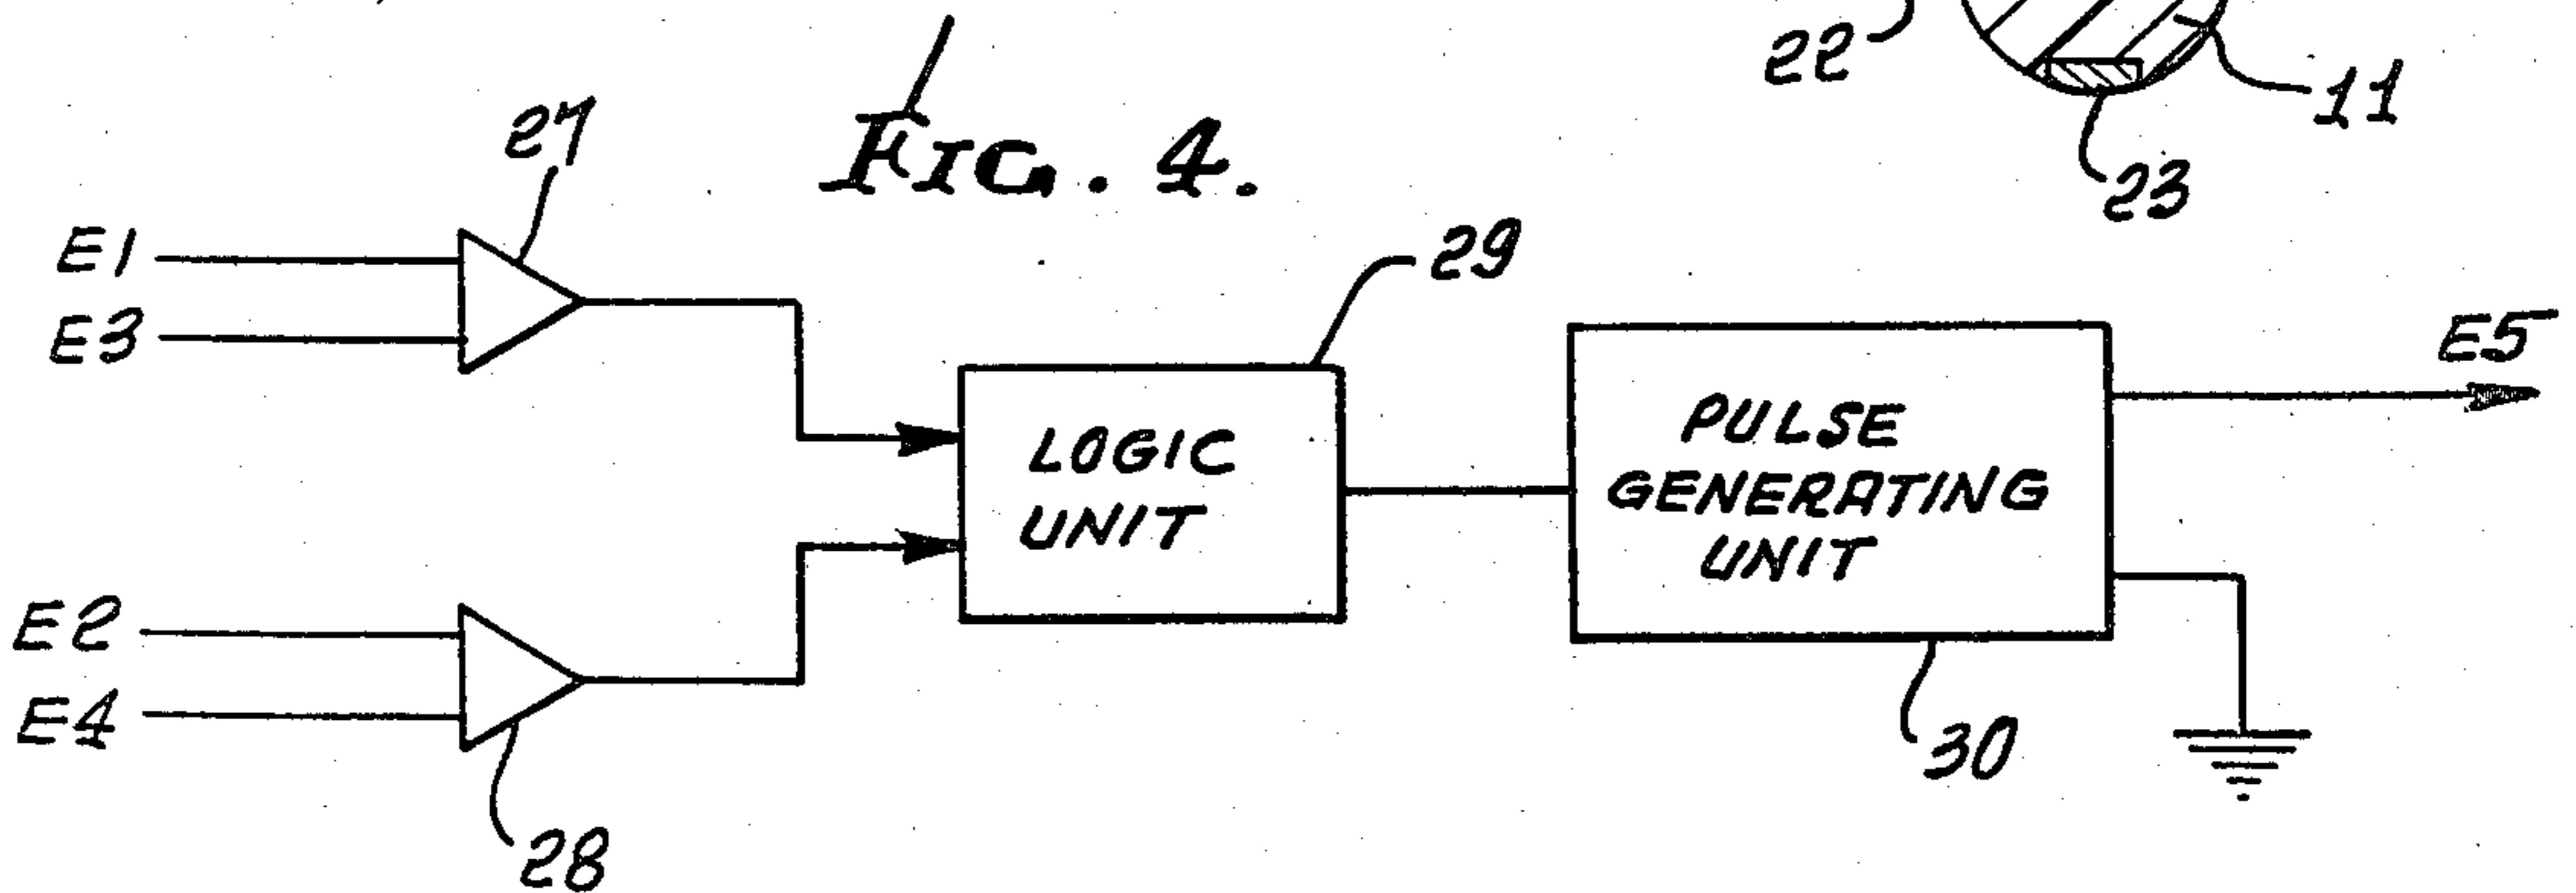 22
11
23
FIG. 4.
27
E1
E3
29
E5
LOGIC
UNIT
PULSE
GENERATING
UNIT
E2
E4
30
28